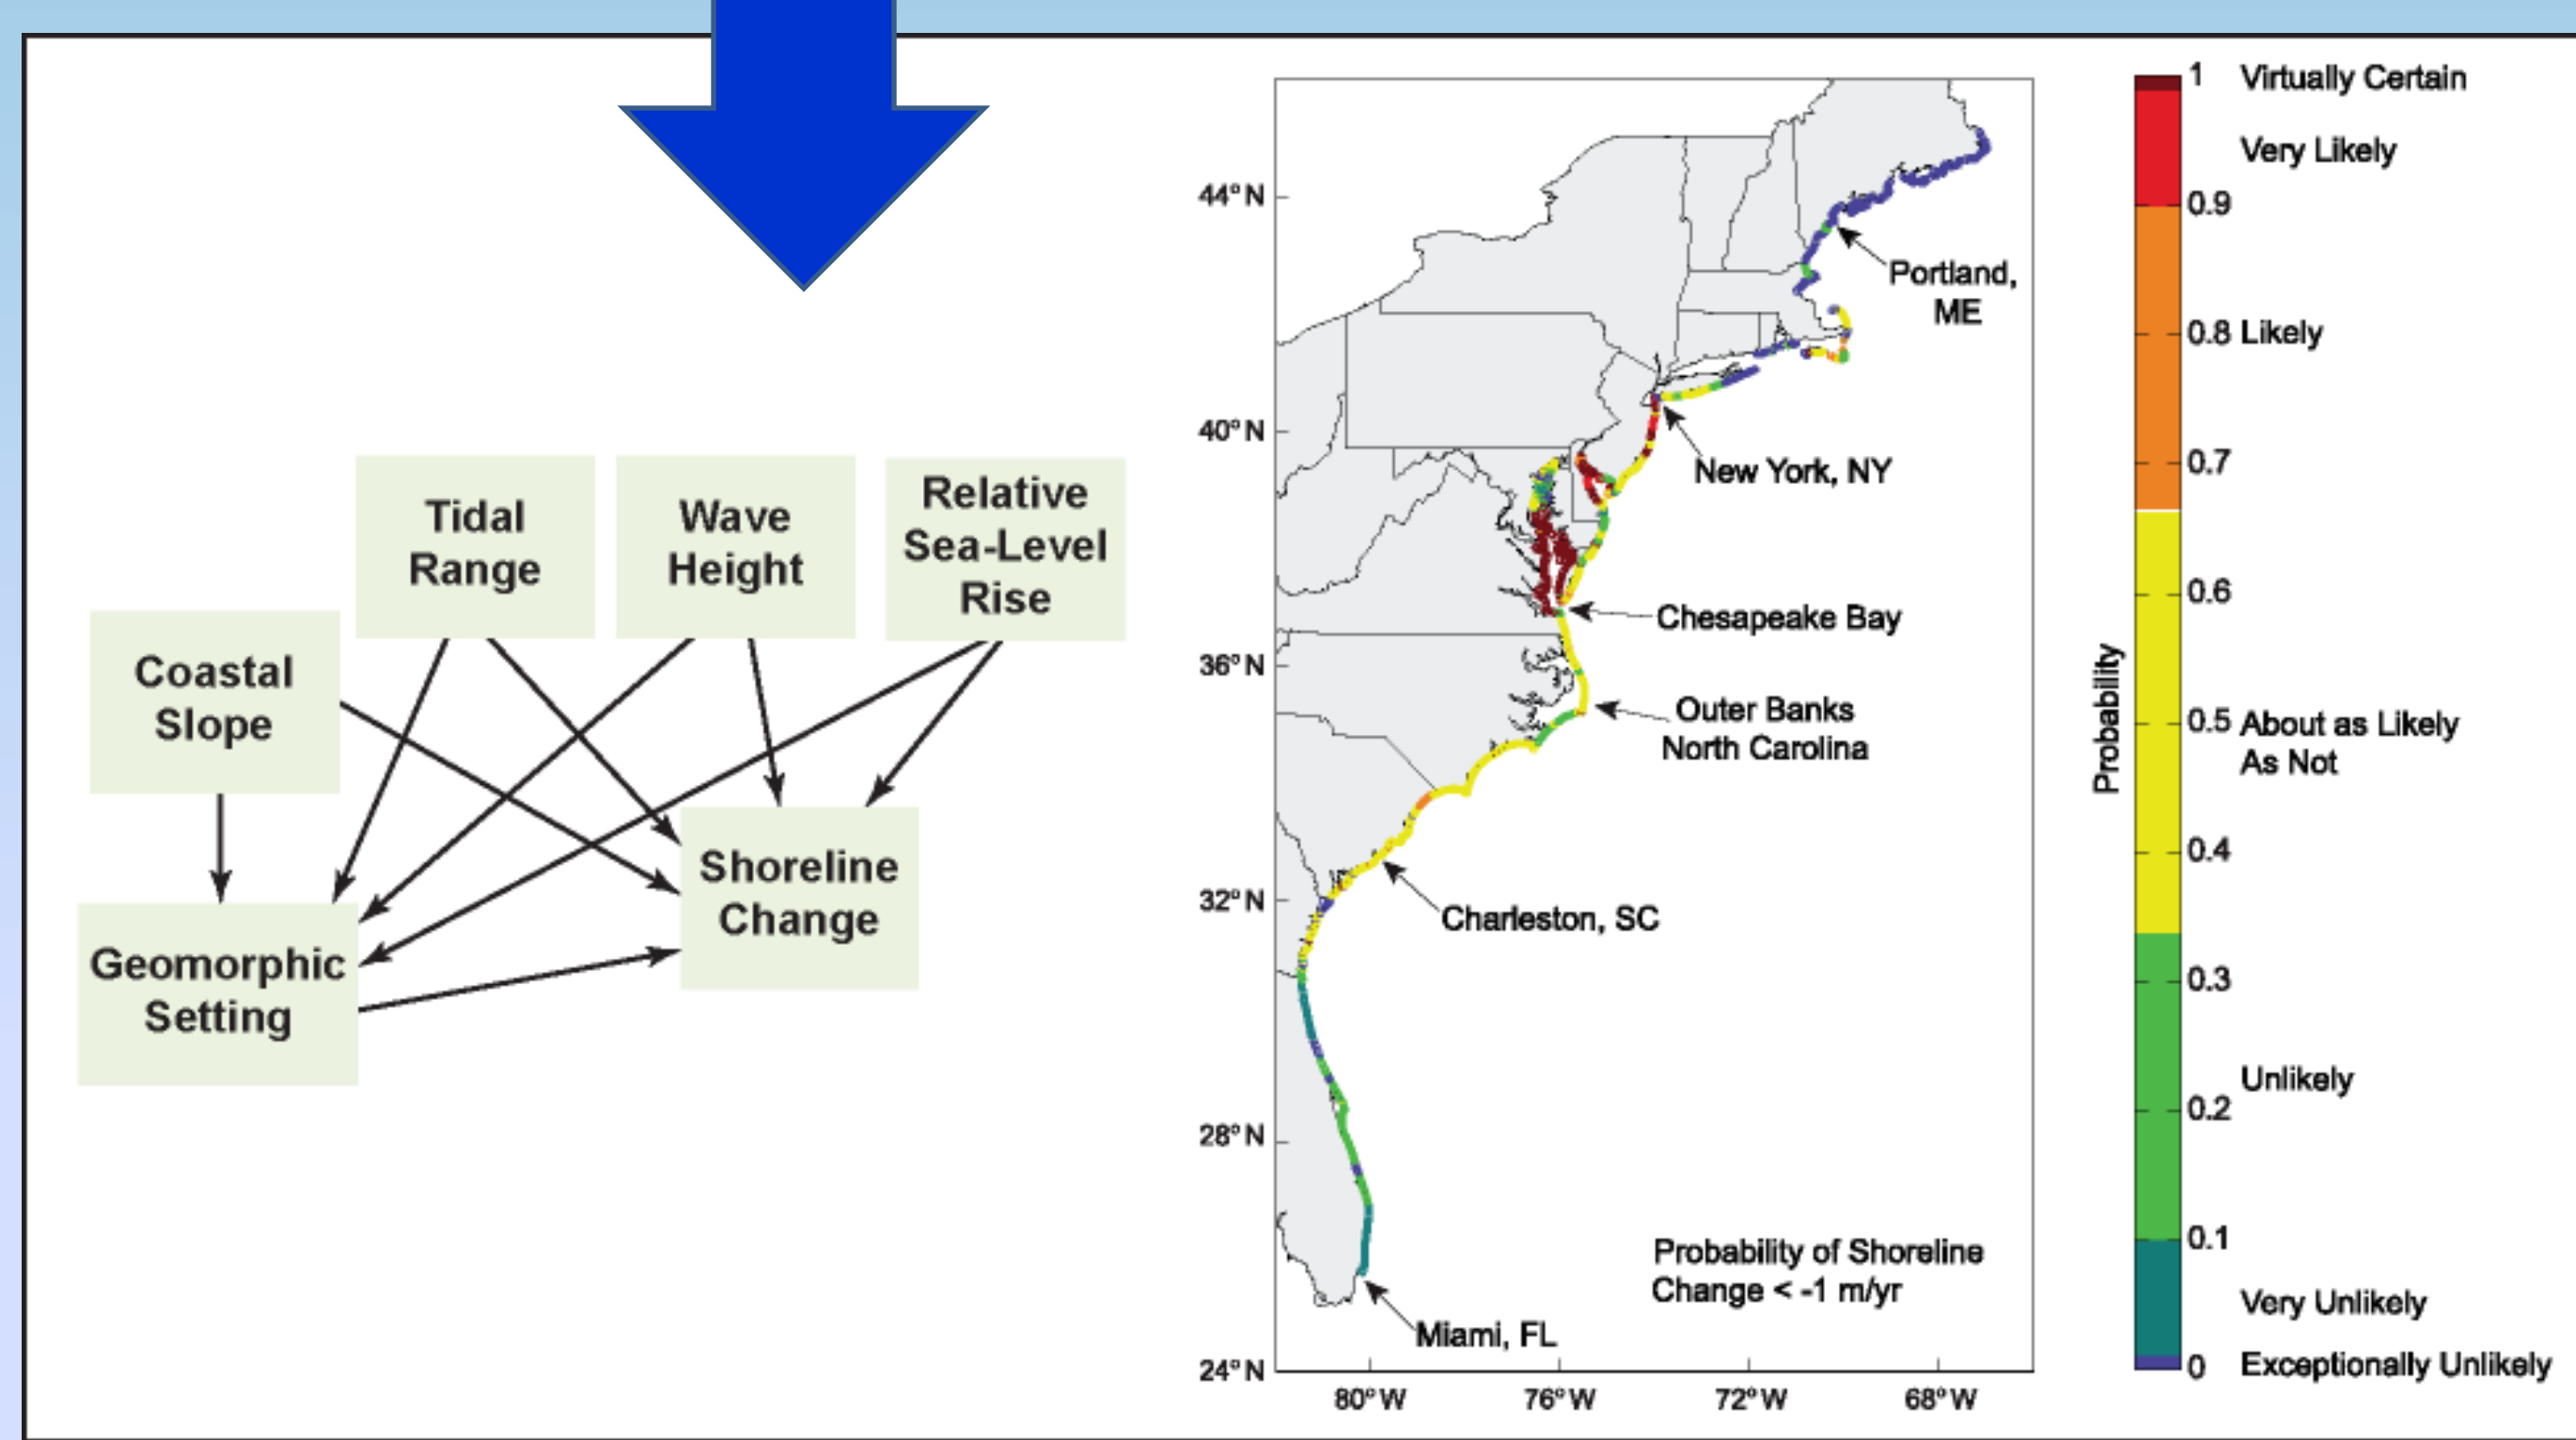 Tidal
Range
Wave
Height
Relative
Sea-Level
Rise
Coastal
Slope
Shoreline
Change
Geomorphic
Setting
44°N
40°N
36°N
32°N
28°N
24°N
80°W
76°W
72°W
68°W
Portland,
ME
New York, NY
Chesapeake Bay
Outer Banks
North Carolina
Charleston, SC
Miami, FL
Probability of Shoreline
Change < -1 m/yr
Probability
1 Virtually Certain
Very Likely
0.9
0.8 Likely
0.7
0.6
0.5 About as Likely
As Not
0.4
0.3
Unlikely
0.2
0.1
Very Unlikely
0 Exceptionally Unlikely